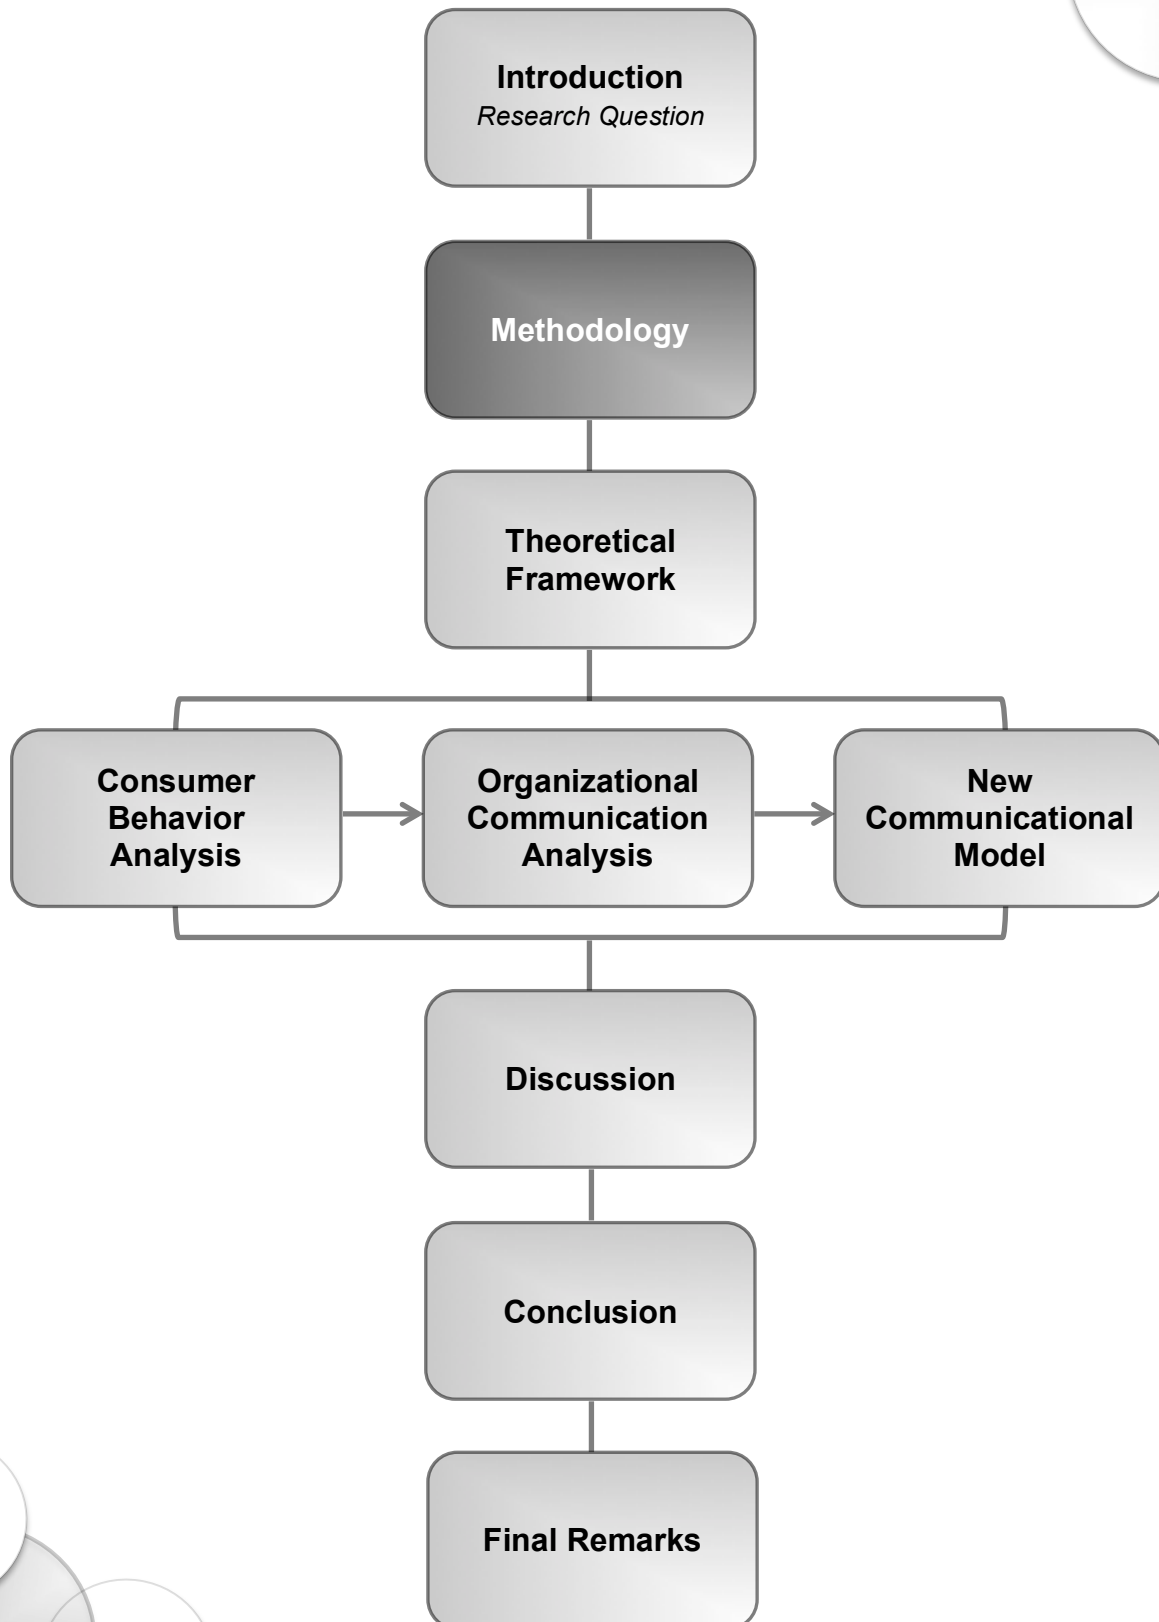 Introduction
Research Question
Methodology
Theoretical
Framework
Consumer
Behavior
Analysis
Organizational
Communication
Analysis
New
Communicational
Model
Discussion
Conclusion
Final Remarks